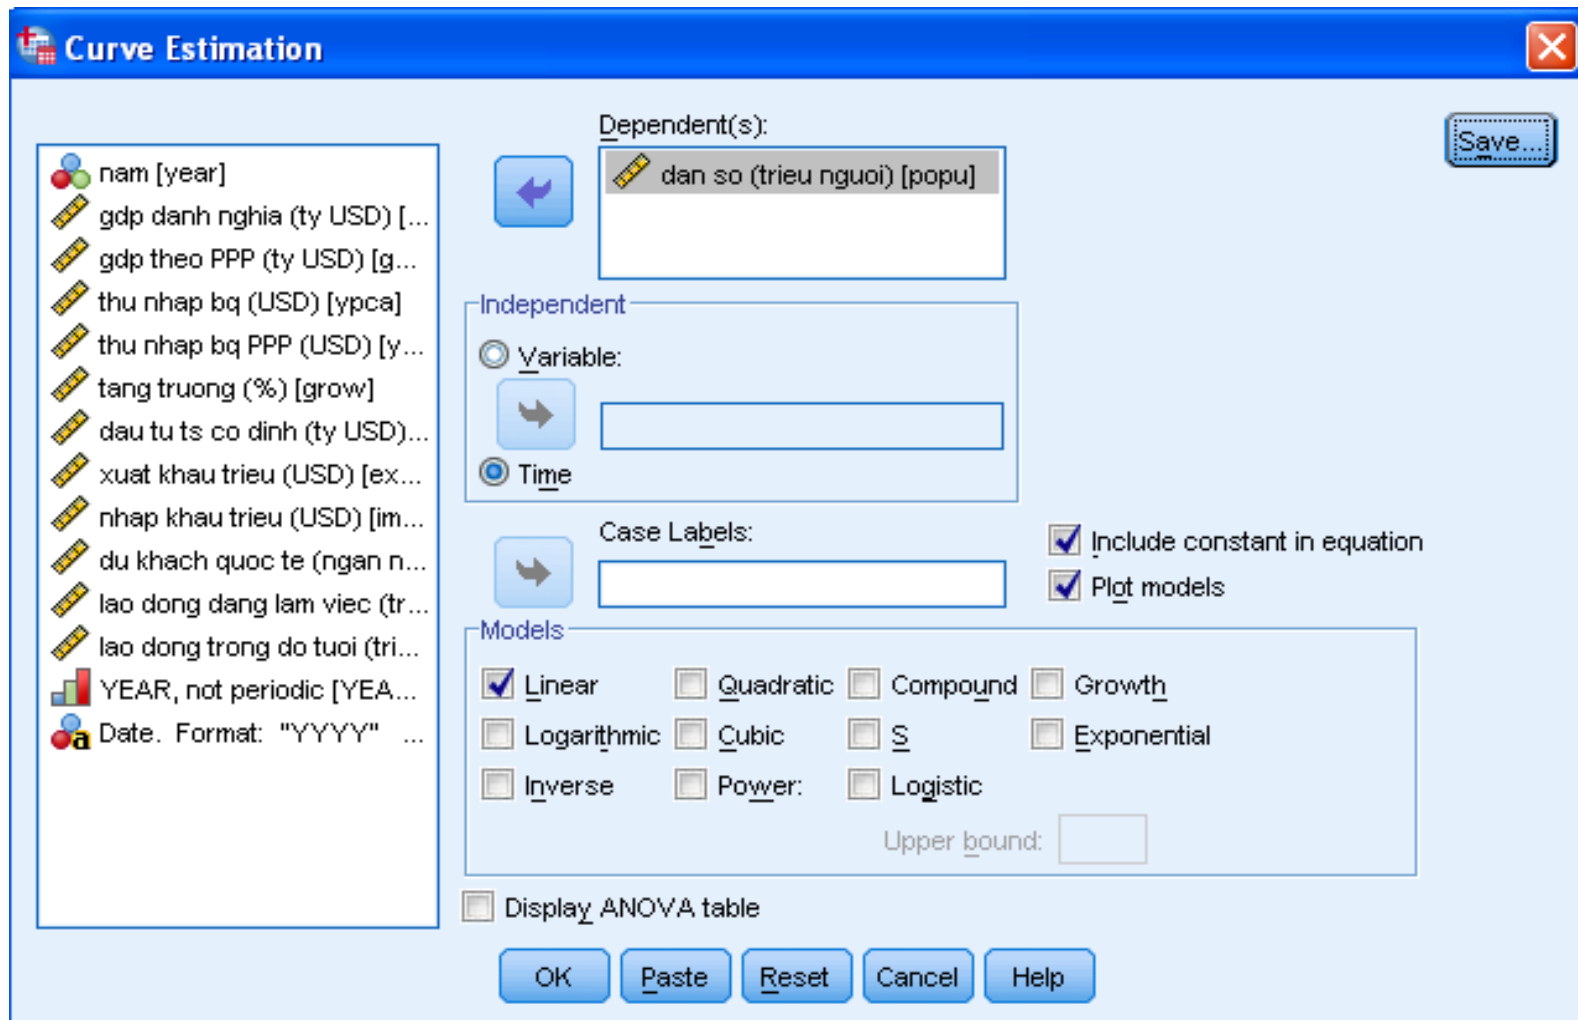 Curve Estimation
Dependent(s):
Save...
nam [year]
gdp danh nghia (ty USD) [...
gdp theo PPP (ty USD) [g...
thu nhap bq (USD) [ypca]
thu nhap bq PPP (USD) [y...
tang truong (%) [grow]
dau tu ts co dinh (ty USD)...
xuat khau trieu (USD) [ex...
nhap khau trieu (USD) [im...
du khach quoc te (ngan n...
lao dong dang lam viec (tr...
lao dong trong do tuoi (tri...
YEAR, not periodic [YEA...
Date. Format: "YYYY" ...
dan so (trieu nguoi) [popu]
Independent
Variable:
Time
Case Labels:
Include constant in equation
Plot models
Models
Linear Quadratic Compound Growth
Logarithmic Cubic S Exponential
Inverse Power: Logistic
Upper bound:
Display ANOVA table
OK Paste Reset Cancel Help